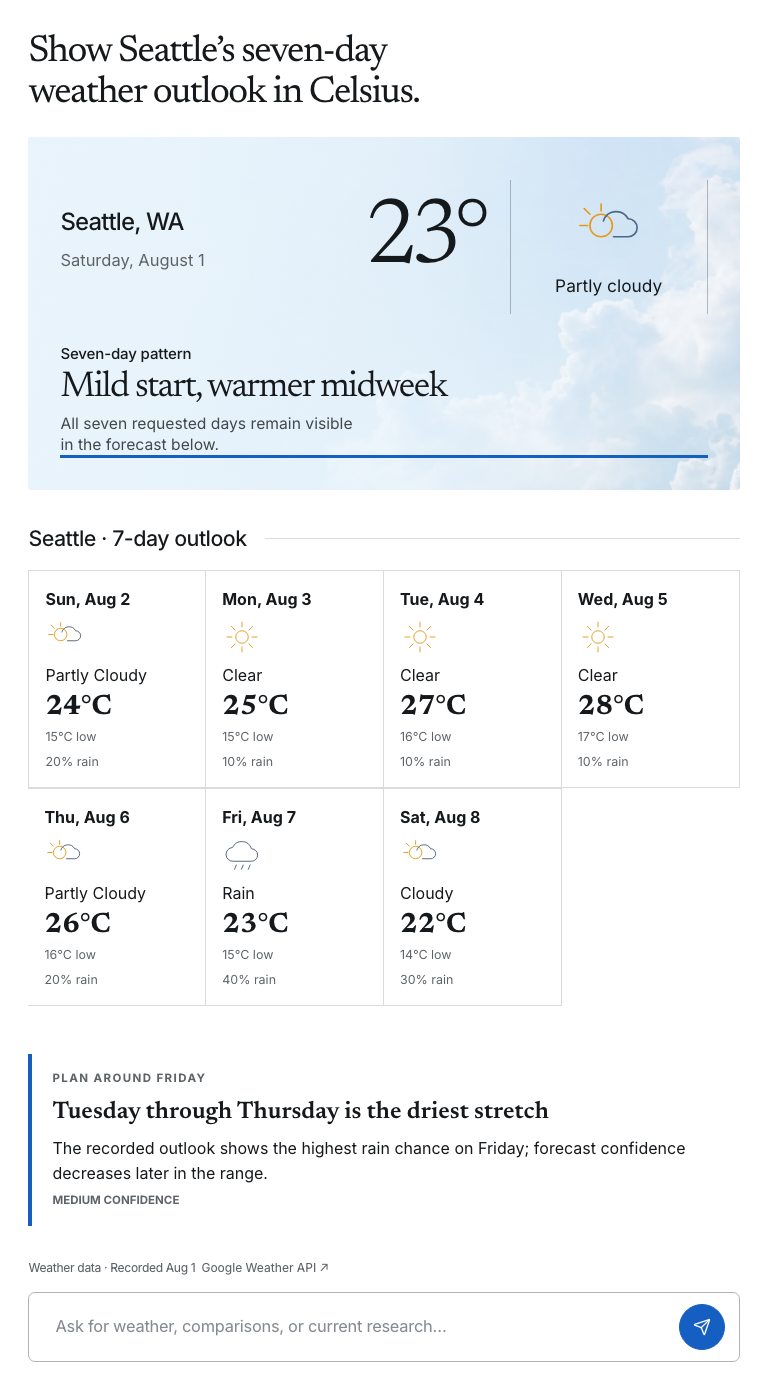 Show Seattle’s seven-day
weather outlook in Celsius.
Seattle, WA
Saturday, August 1
23°
Partly cloudy
Seven-day pattern
Mild start, warmer midweek
All seven requested days remain visible
in the forecast below.
Seattle · 7-day outlook
Sun, Aug 2
Partly Cloudy
24°C
15°C low
20% rain
Mon, Aug 3
Clear
25°C
15°C low
10% rain
Tue, Aug 4
Clear
27°C
16°C low
10% rain
Wed, Aug 5
Clear
28°C
17°C low
10% rain
Thu, Aug 6
Partly Cloudy
26°C
16°C low
20% rain
Fri, Aug 7
Rain
23°C
15°C low
40% rain
Sat, Aug 8
Cloudy
22°C
14°C low
30% rain
PLAN AROUND FRIDAY
Tuesday through Thursday is the driest stretch
The recorded outlook shows the highest rain chance on Friday; forecast confidence
decreases later in the range.
MEDIUM CONFIDENCE
Weather data · Recorded Aug 1 Google Weather API ↗
Ask for weather, comparisons, or current research...